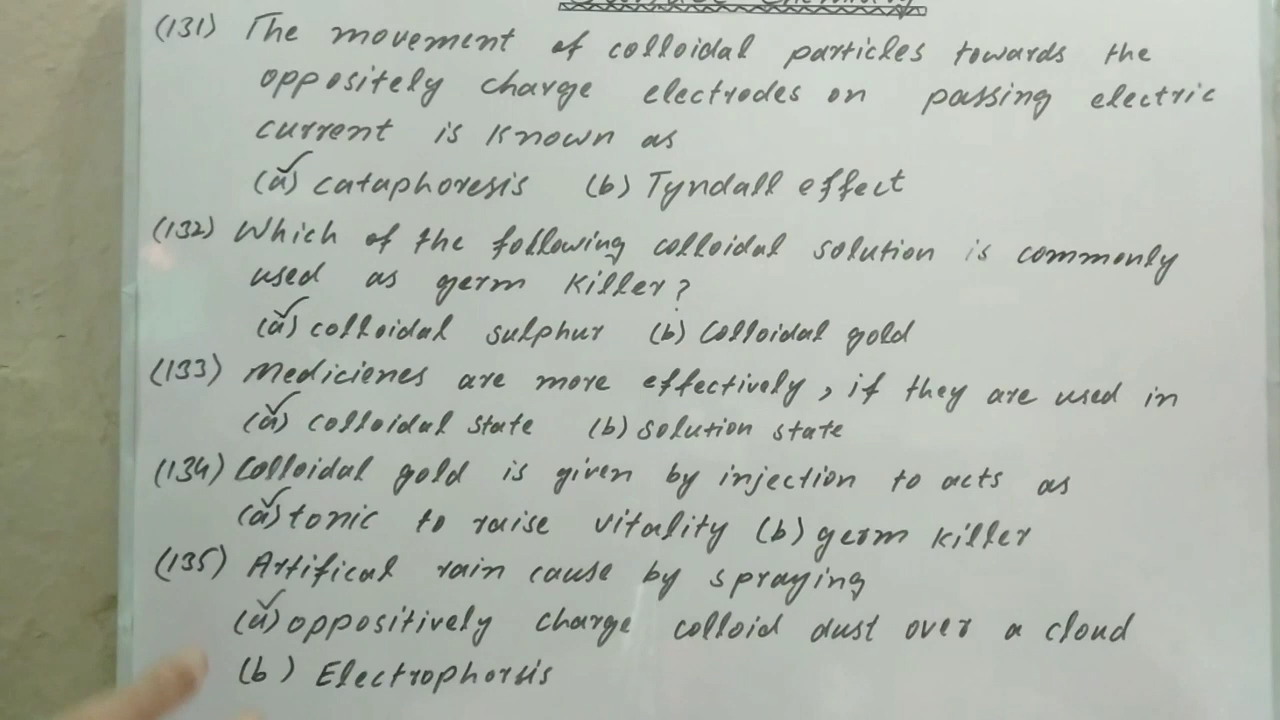 (131) The movement of colloidal particles towards the
oppositely charge electrodes on passing electric
current is known as
(a) cataphoresis (b) Tyndall effect
(132) Which of the following colloidal solution is commonly
used as germ killer?
(a) colloidal sulphur (b) Colloidal gold
(133) Medicienes are more effectively, if they are used in
(a) colloidal state (b) solution state
(134) Colloidal gold is given by injection to acts as
(a) tonic to raise vitality (b) germ killer
(135) Artifical rain cause by spraying
(a) oppositively charge colloid dust over a cloud
(b) Electrophorsis